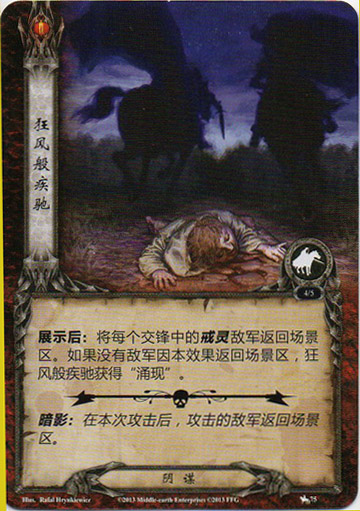 狂风般疾驰
4/5
展示后：将每个交锋中的戒灵敌军返回场景
区。如果没有敌军因本效果返回场景区，狂
风般疾驰获得“涌现”。
暗影：在本次攻击后，攻击的敌军返回场景
区。
阴谋
Illus. Rafał Hrynkiewicz
©2013 Middle-earth Enterprises ©2013 FFG
75